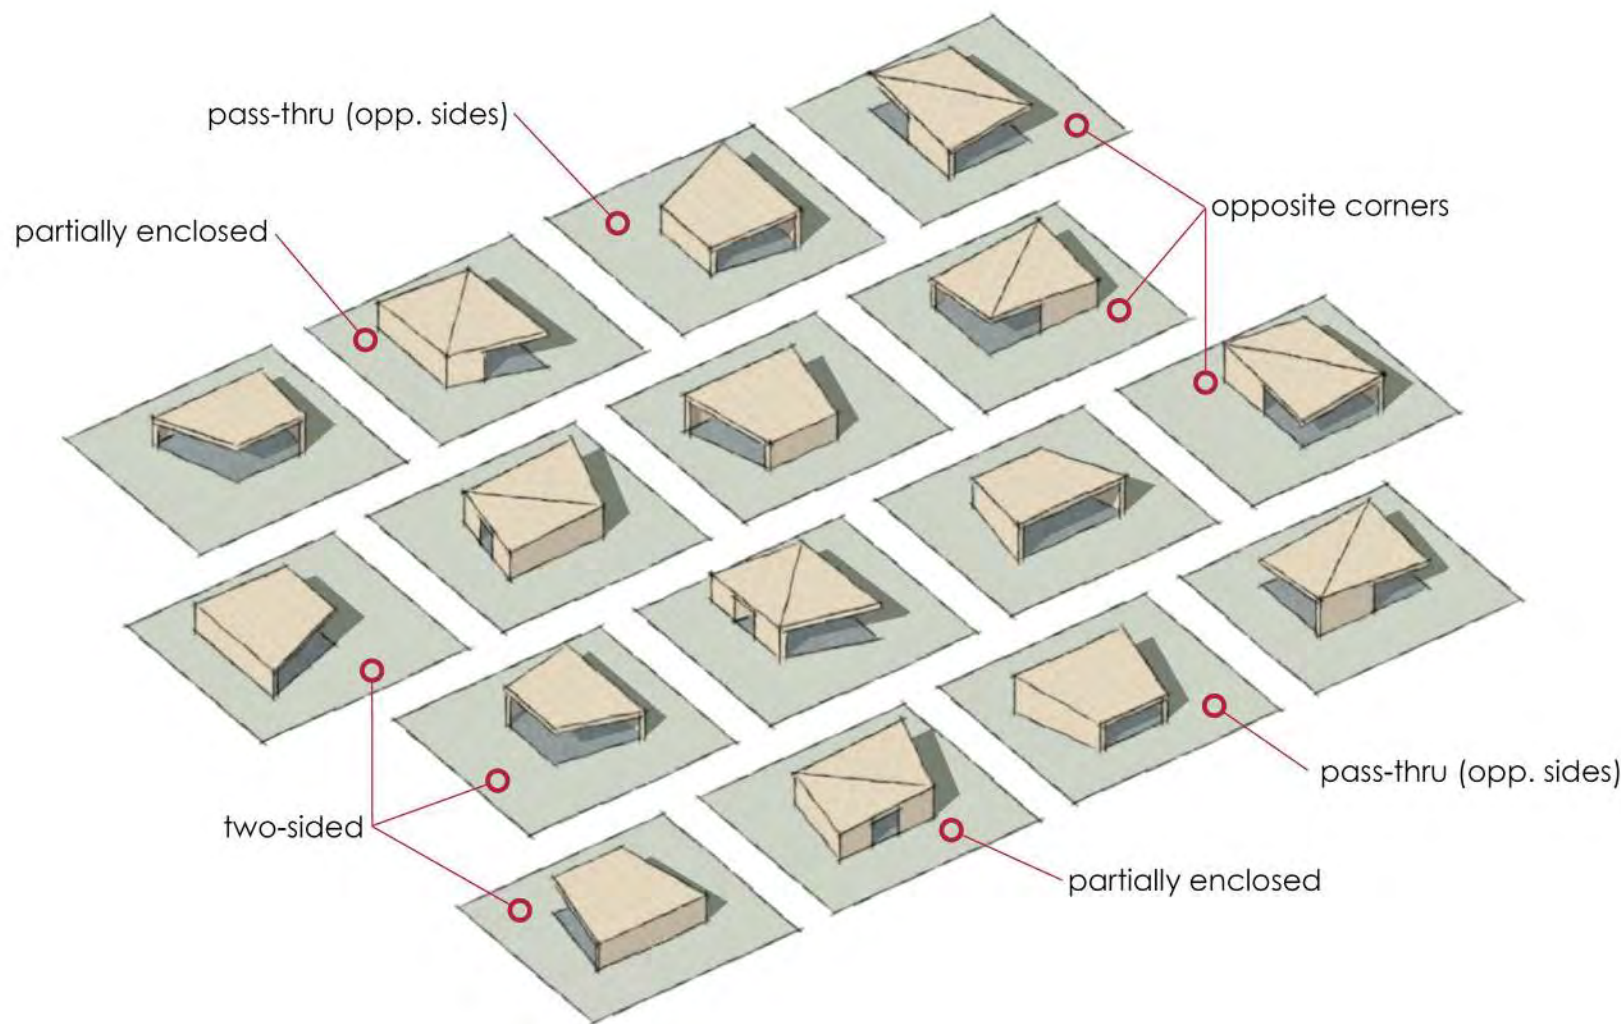 pass-thru (opp. sides)
opposite corners
partially enclosed
pass-thru (opp. sides)
two-sided
partially enclosed